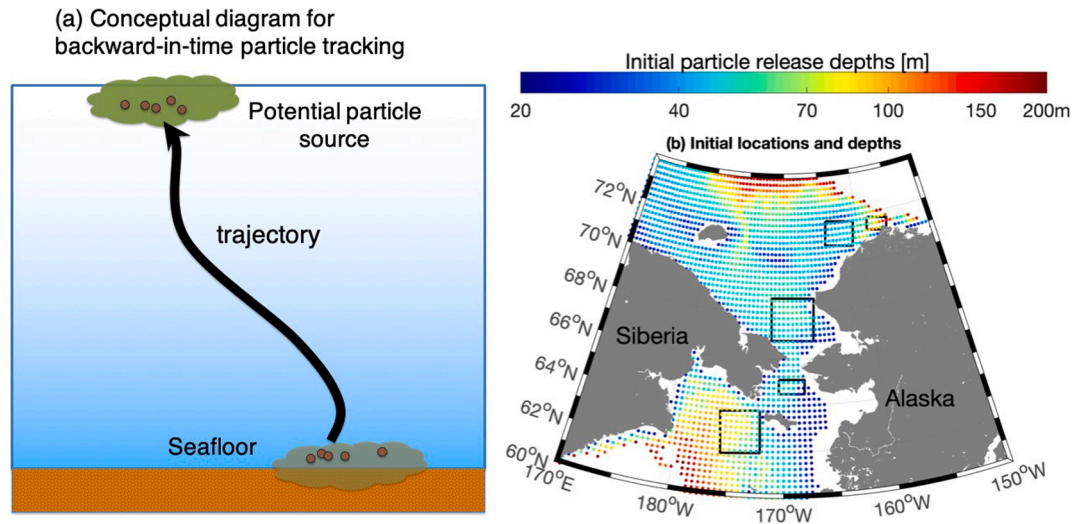 (a) Conceptual diagram for
backward-in-time particle tracking
Potential particle
source
trajectory
Seafloor
Initial particle release depths [m]
20 40 70 100 150 200m
(b) Initial locations and depths
72°N
70°N
68°N
66°N
64°N
62°N
60°N
170°E
180°W
170°W
160°W
150°W
Siberia
Alaska